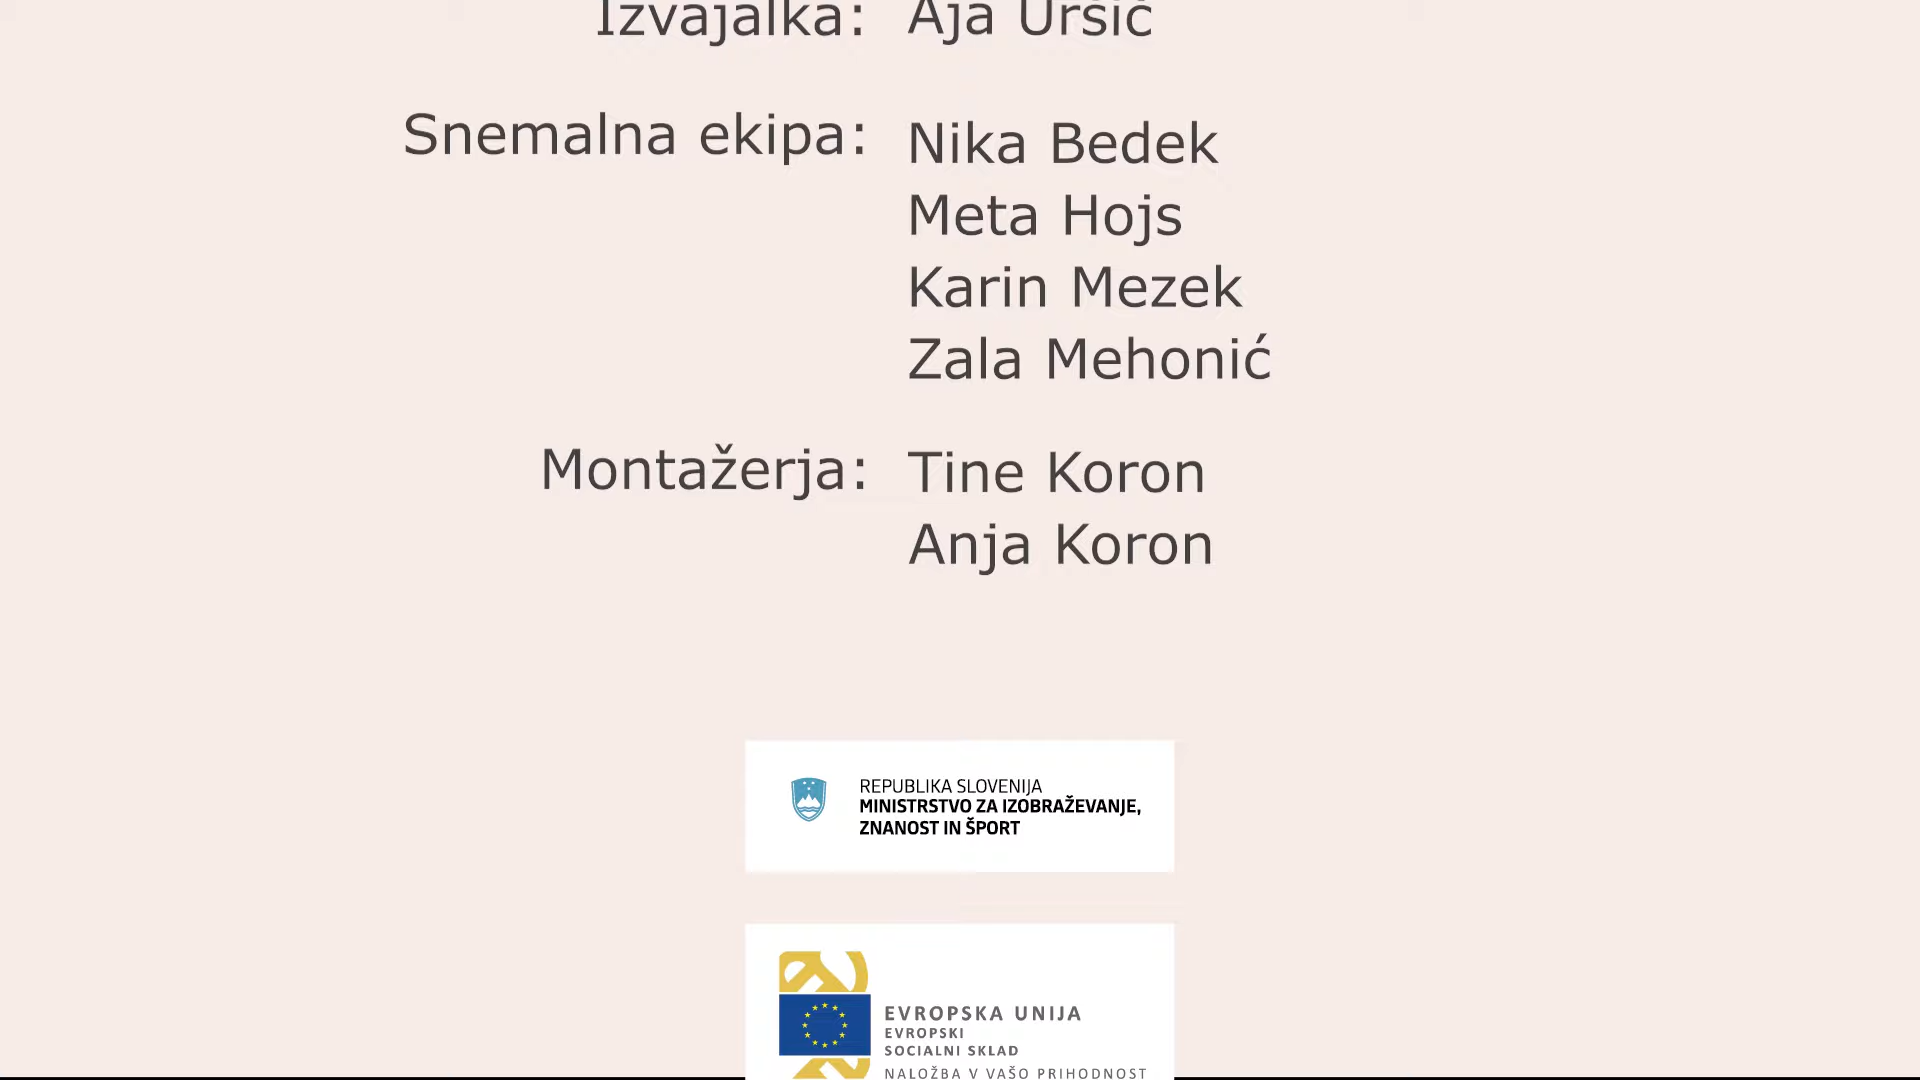 Izvajalka: Aja Uršič
Snemalna ekipa: Nika Bedek
Meta Hojs
Karin Mezek
Zala Mehonić
Montažerja: Tine Koron
Anja Koron
REPUBLIKA SLOVENIJA
MINISTRSTVO ZA IZOBRAŽEVANJE,
ZNANOST IN ŠPORT
EVROPSKA UNIJA
EVROPSKI
SOCIALNI SKLAD
NALOŽBA V VAŠO PRIHODNOST